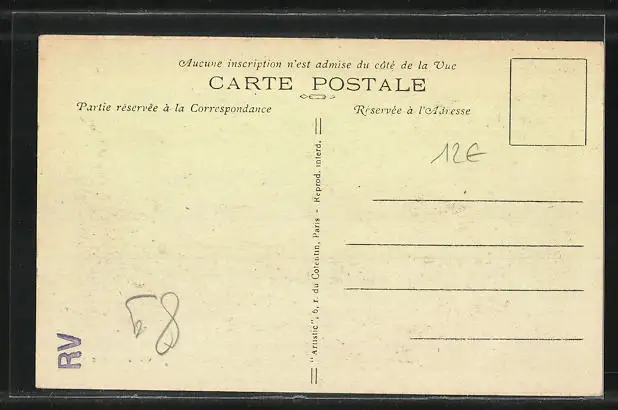 Aucune inscription n'est admise du côté de la Vue
CARTE POSTALE
Partie réservée à la Correspondance
Réservée à l'Adresse
12€
"Artistic", 6, r. du Cotentin, Paris - Reprod. interd.
58
RV